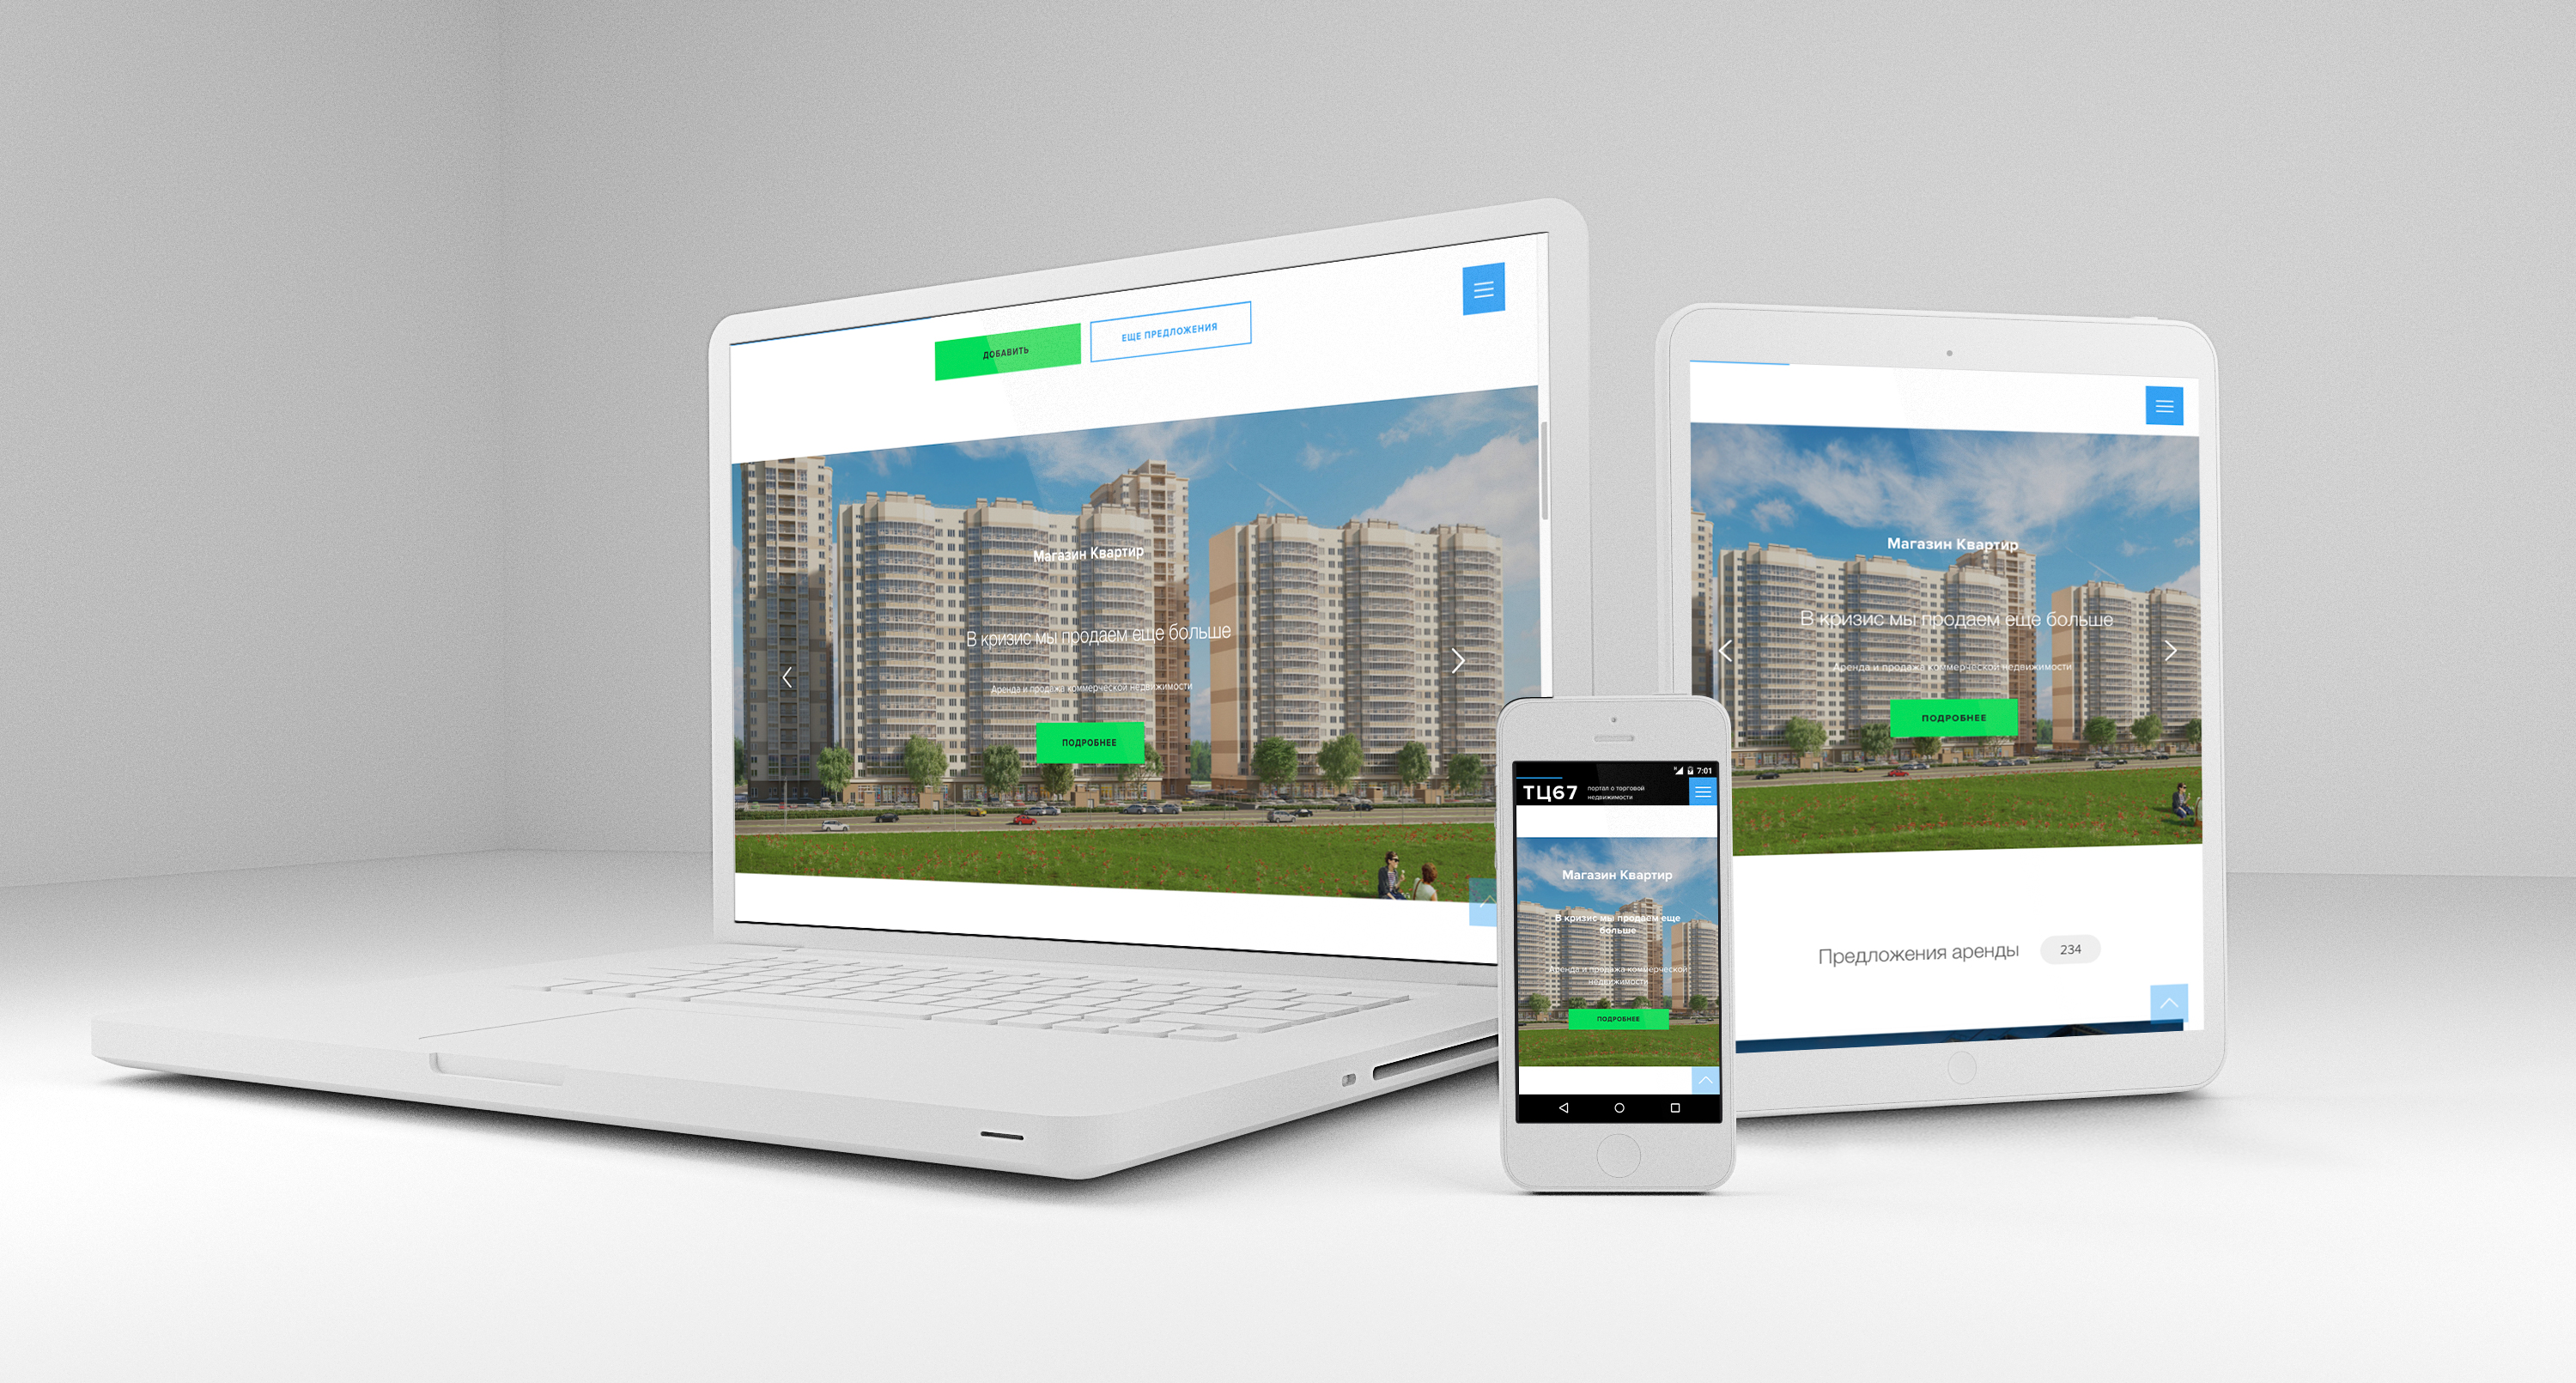 ДОБАВИТЬ
ЕЩЕ ПРЕДЛОЖЕНИЯ
Магазин Квартир
В кризис мы продаем еще больше
Аренда и продажа коммерческой недвижимости
ПОДРОБНЕЕ
7:01
ТЦ67
портал о торговой
недвижимости
Магазин Квартир
В кризис мы продаем еще
больше
Аренда и продажа коммерческой
недвижимости
ПОДРОБНЕЕ
Магазин Квартир
В кризис мы продаем еще больше
Аренда и продажа коммерческой недвижимости
ПОДРОБНЕЕ
Предложения аренды
234